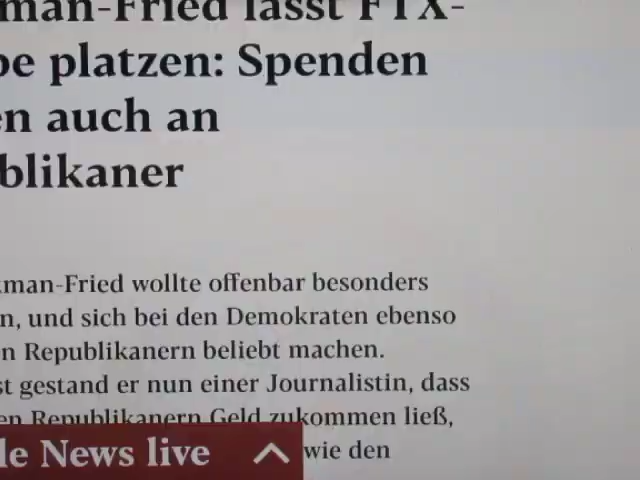 man-Fried lässt FTX-
be platzen: Spenden
en auch an
blikaner
kman-Fried wollte offenbar besonders
n, und sich bei den Demokraten ebenso
n Republikanern beliebt machen.
st gestand er nun einer Journalistin, dass
en Republikanern Geld zukommen ließ,
le News live
wie den